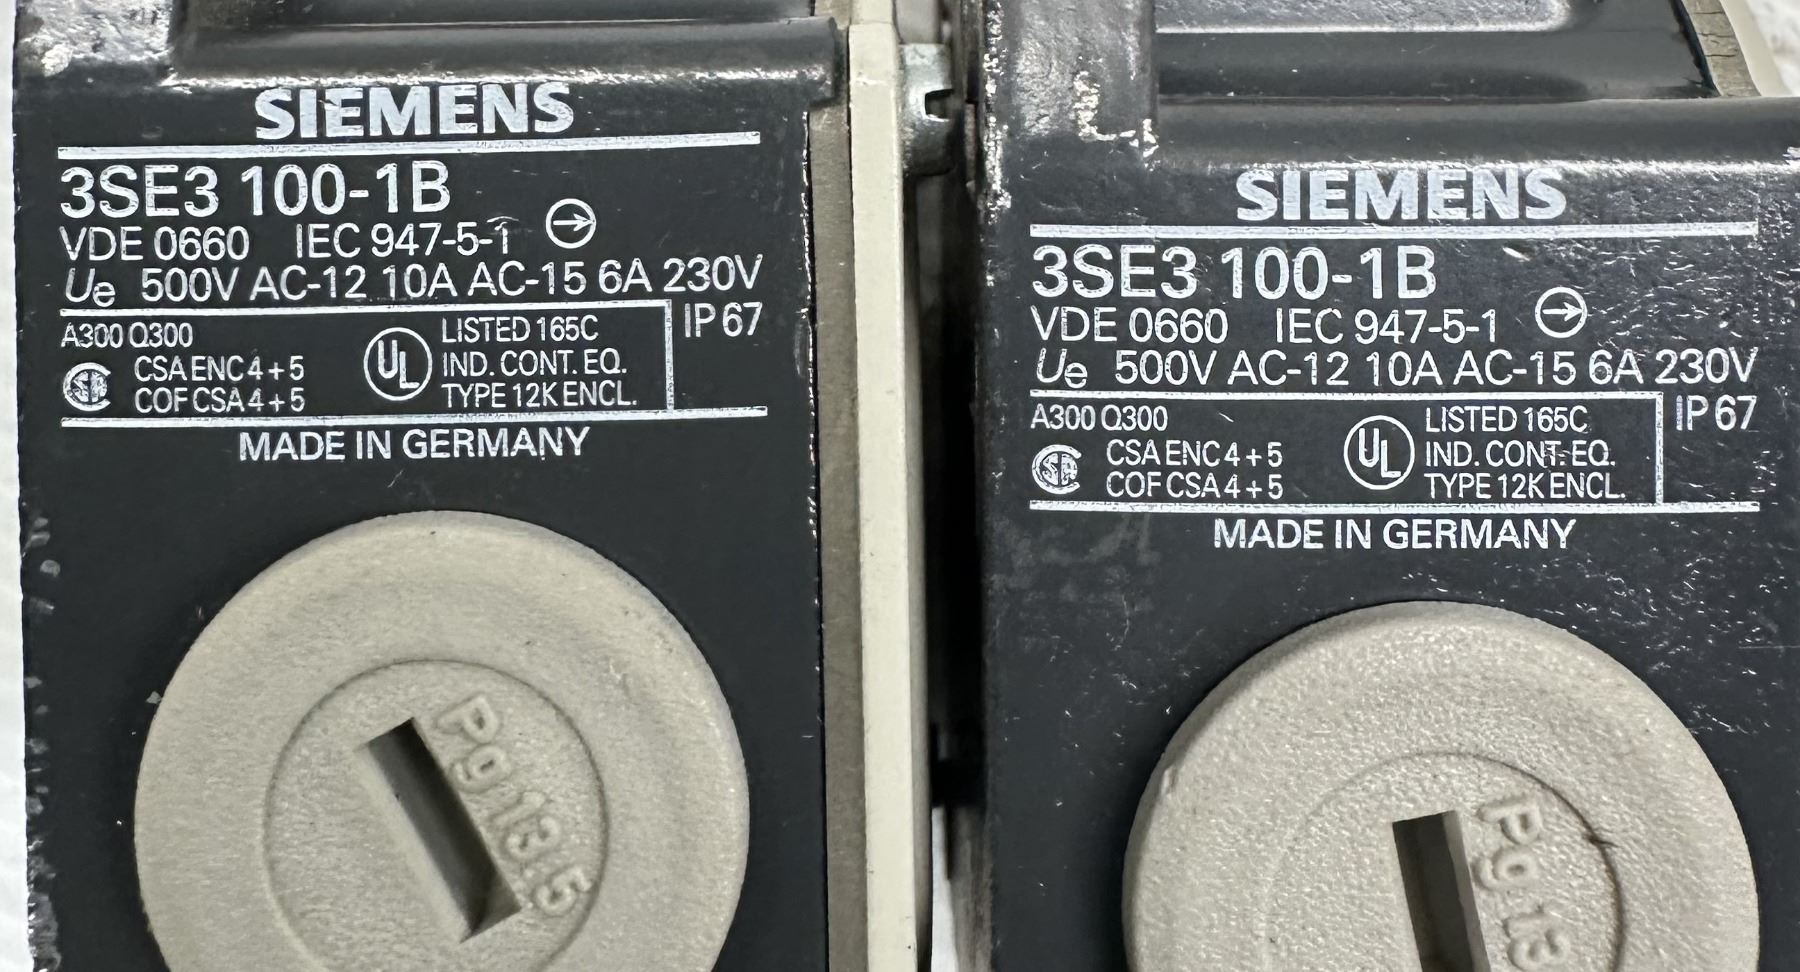 SIEMENS
3SE3 100-1B
VDE 0660 IEC 947-5-1
Ue 500V AC-12 10A AC-15 6A 230V
IP 67
A300 Q300
CSA ENC 4+5
COF CSA 4+5
UL
LISTED 165C
IND. CONT. EQ.
TYPE 12K ENCL.
MADE IN GERMANY
Pg 13.5
SIEMENS
3SE3 100-1B
VDE 0660 IEC 947-5-1
Ue 500V AC-12 10A AC-15 6A 230V
IP 67
A300 Q300
CSA ENC 4+5
COF CSA 4+5
UL
LISTED 165C
IND. CONT. EQ.
TYPE 12K ENCL.
MADE IN GERMANY
Pg 13